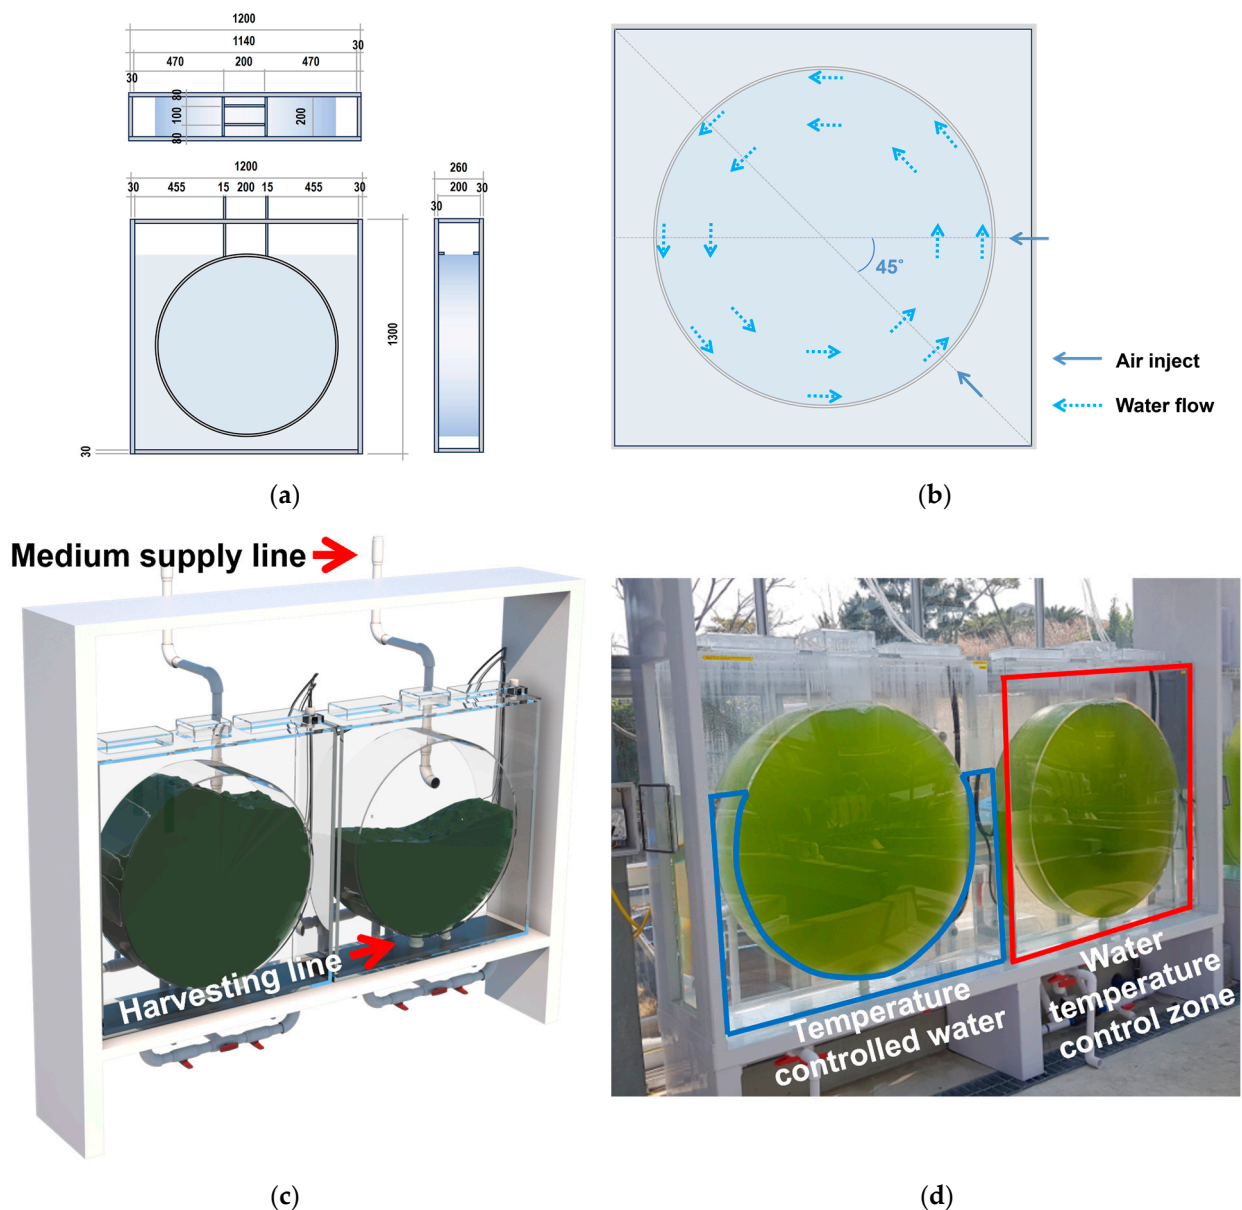 1200
1140
30
470
200
470
30
80
100
80
200
1200
260
30
455
15
200
15
455
30
200
30
30
1300
30
45°
Air inject
Water flow
(a)
(b)
Medium supply line
Harvesting line
Temperature
controlled water
Water
temperature
control zone
(c)
(d)